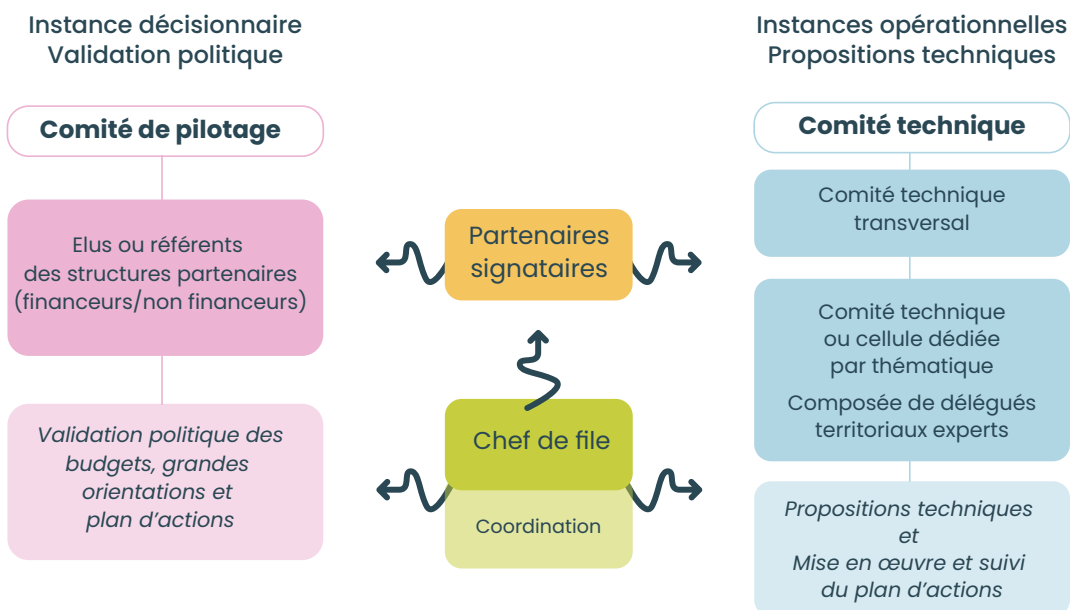 Instance décisionnaire
Validation politique
Comité de pilotage
Elus ou référents
des structures partenaires
(financeurs/non financeurs)
Validation politique des
budgets, grandes
orientations et
plan d’actions
Partenaires
signataires
Chef de file
Coordination
Instances opérationnelles
Propositions techniques
Comité technique
Comité technique
transversal
Comité technique
ou cellule dédiée
par thématique
Composée de délégués
territoriaux experts
Propositions techniques
et
Mise en œuvre et suivi
du plan d’actions